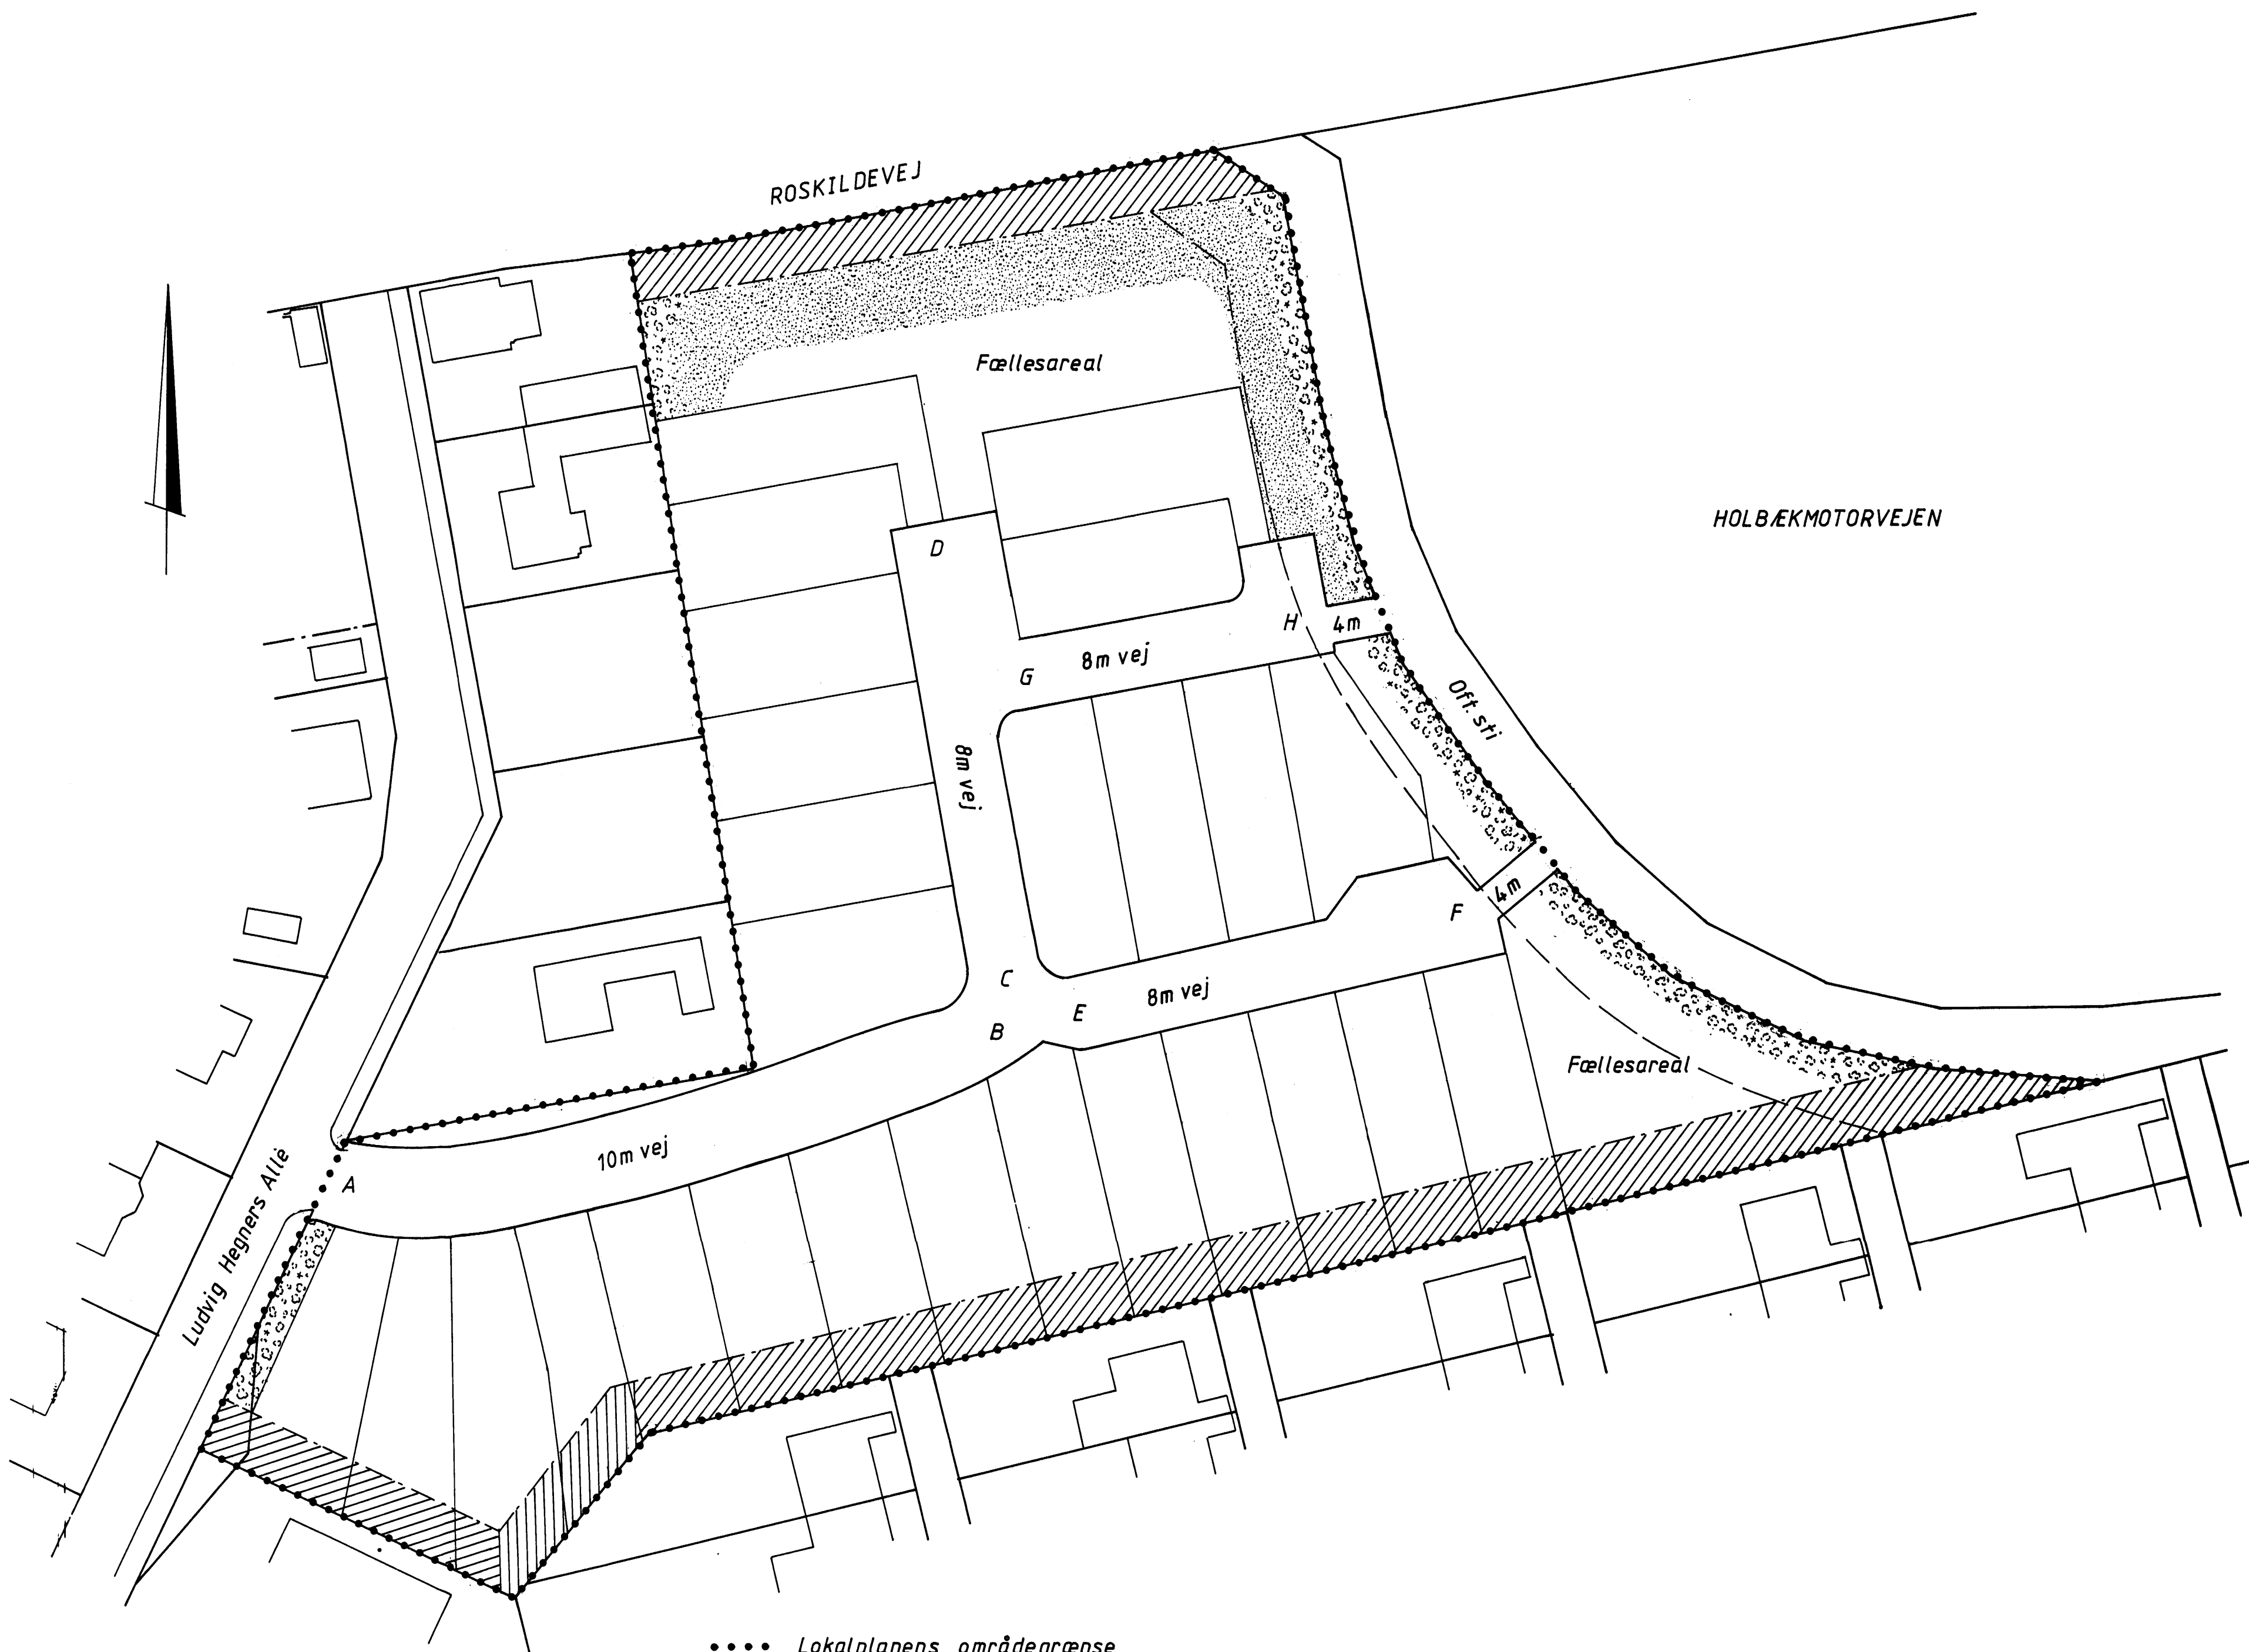 ROSKILDEVEJ
Fællesareal
HOLBÆKMOTORVEJEN
D
H
4m
8m vej
G
Off. sti
8m vej
4m
F
C
8m vej
E
B
Fællesareal
10m vej
A
Ludvig Hegners Allè
Lokalplanens områdegrænse